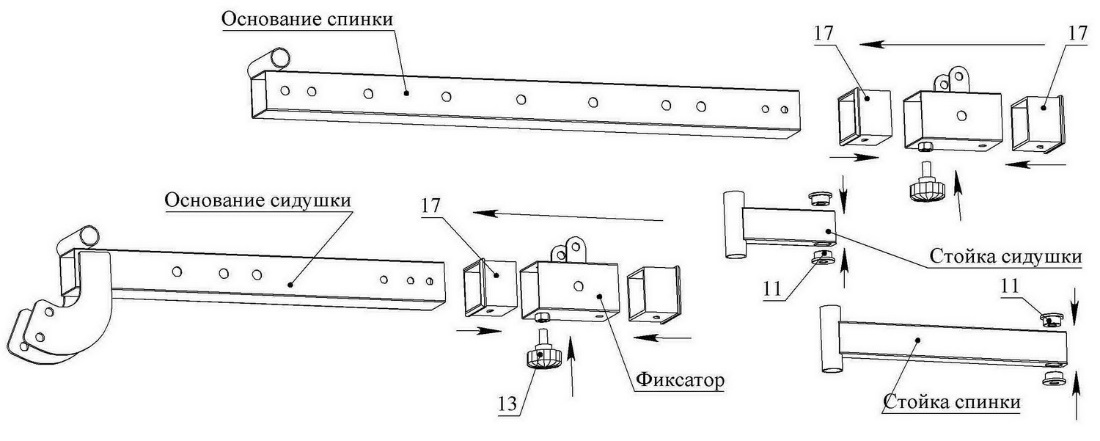 Основание спинки
17
17
Основание сидушки
17
Стойка сидушки
11
11
Фиксатор
13
Стойка спинки